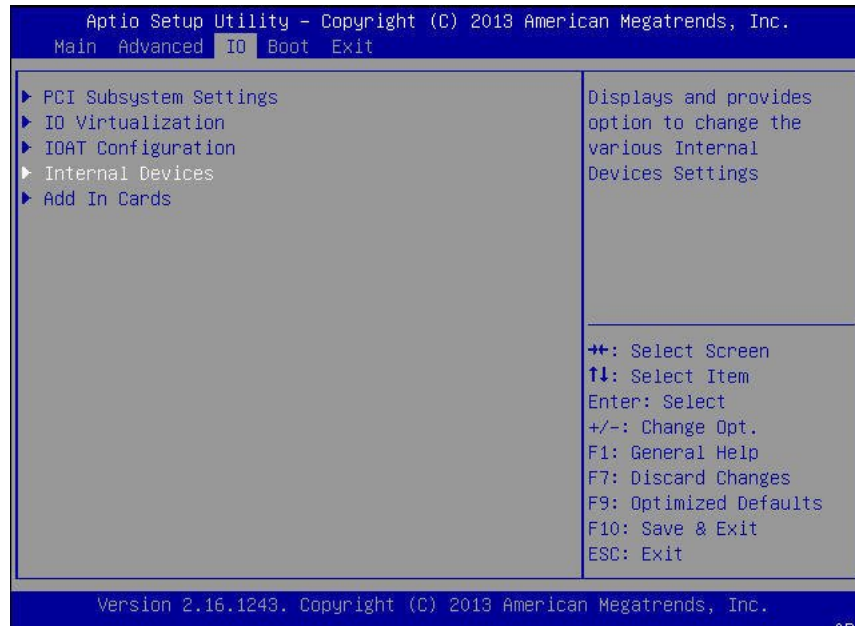 Aptio Setup Utility – Copyright (C) 2013 American Megatrends, Inc.
Main Advanced IO Boot Exit
PCI Subsystem Settings
IO Virtualization
IOAT Configuration
Internal Devices
Add In Cards
Displays and provides
option to change the
various Internal
Devices Settings
→←: Select Screen
↑↓: Select Item
Enter: Select
+/-: Change Opt.
F1: General Help
F7: Discard Changes
F9: Optimized Defaults
F10: Save & Exit
ESC: Exit
Version 2.16.1243. Copyright (C) 2013 American Megatrends, Inc.